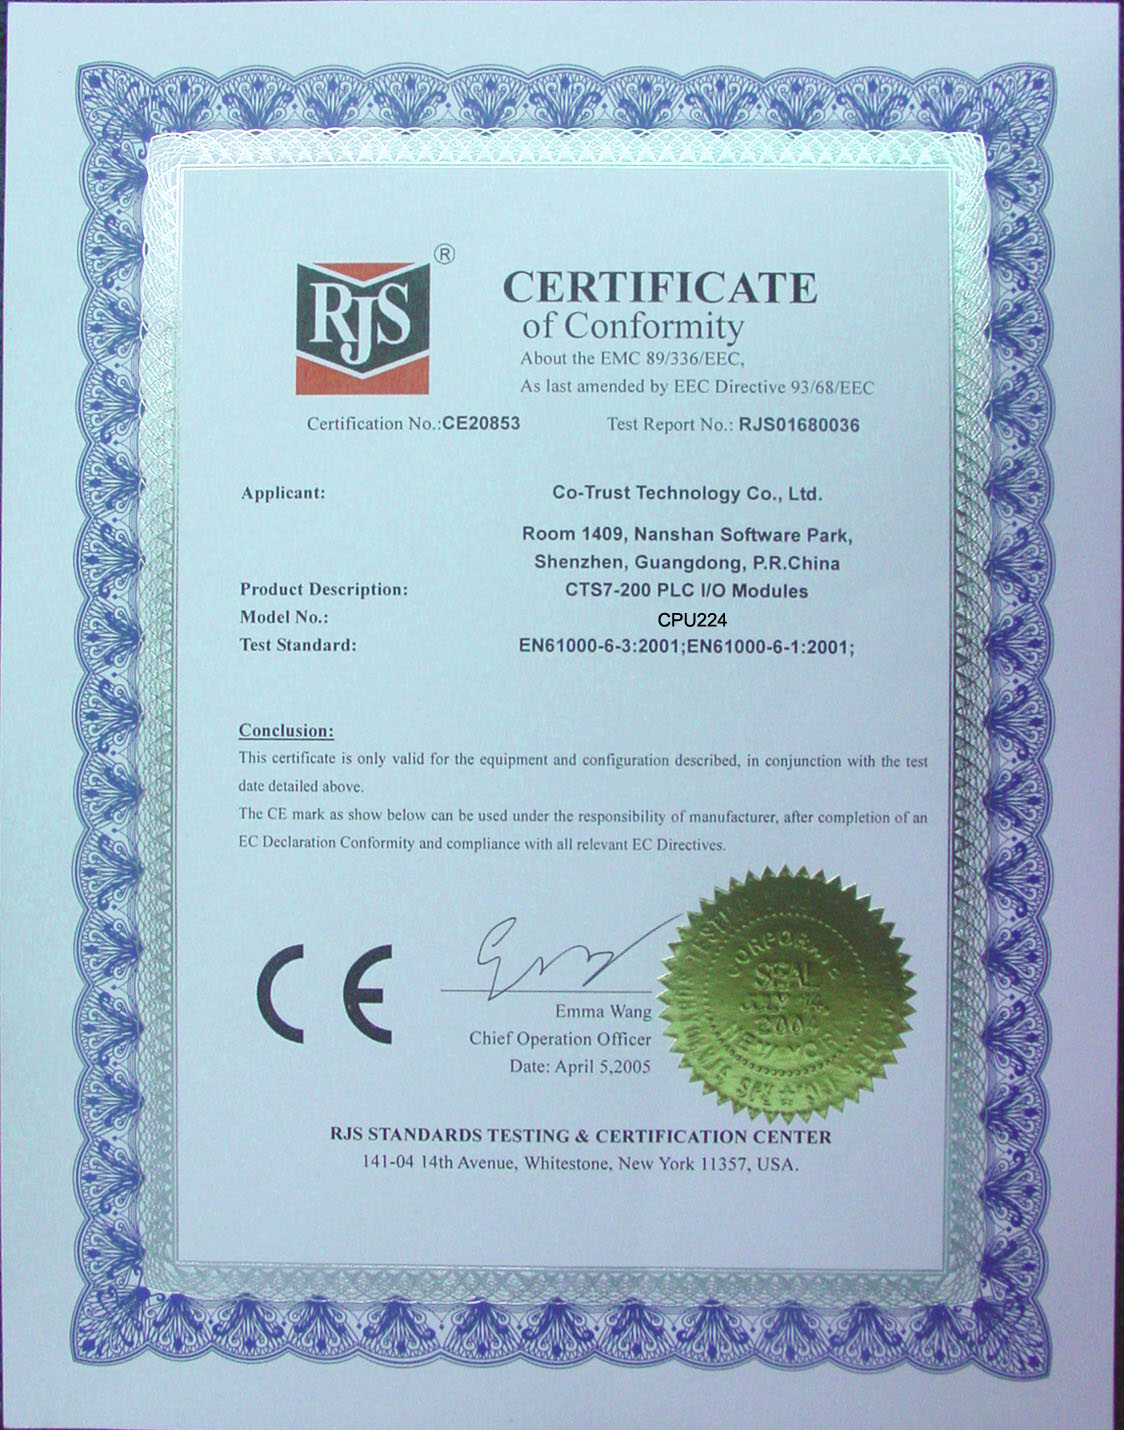 RJS ®
CERTIFICATE
of Conformity
About the EMC 89/336/EEC,
As last amended by EEC Directive 93/68/EEC
Certification No.:CE20853 Test Report No.: RJS01680036
Applicant: Co-Trust Technology Co., Ltd.
Room 1409, Nanshan Software Park,
Shenzhen, Guangdong, P.R.China
Product Description: CTS7-200 PLC I/O Modules
Model No.: CPU224
Test Standard: EN61000-6-3:2001;EN61000-6-1:2001;
Conclusion:
This certificate is only valid for the equipment and configuration described, in conjunction with the test
date detailed above.
The CE mark as show below can be used under the responsibility of manufacturer, after completion of an
EC Declaration Conformity and compliance with all relevant EC Directives.
CE
Emma Wang
Chief Operation Officer
Date: April 5,2005
SEAL
RJS STANDARDS TESTING & CERTIFICATION CENTER
141-04 14th Avenue, Whitestone, New York 11357, USA.